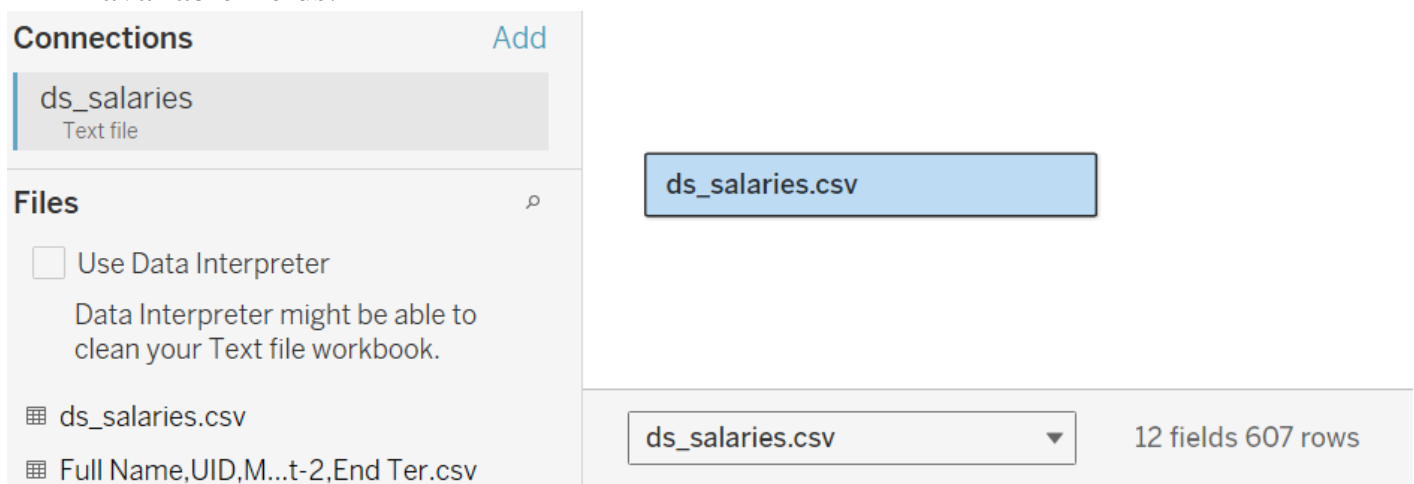 Connections
Add
ds_salaries
Text file
Files
Use Data Interpreter
Data Interpreter might be able to
clean your Text file workbook.
ds_salaries.csv
Full Name,UID,M...t-2,End Ter.csv
ds_salaries.csv
ds_salaries.csv
12 fields 607 rows